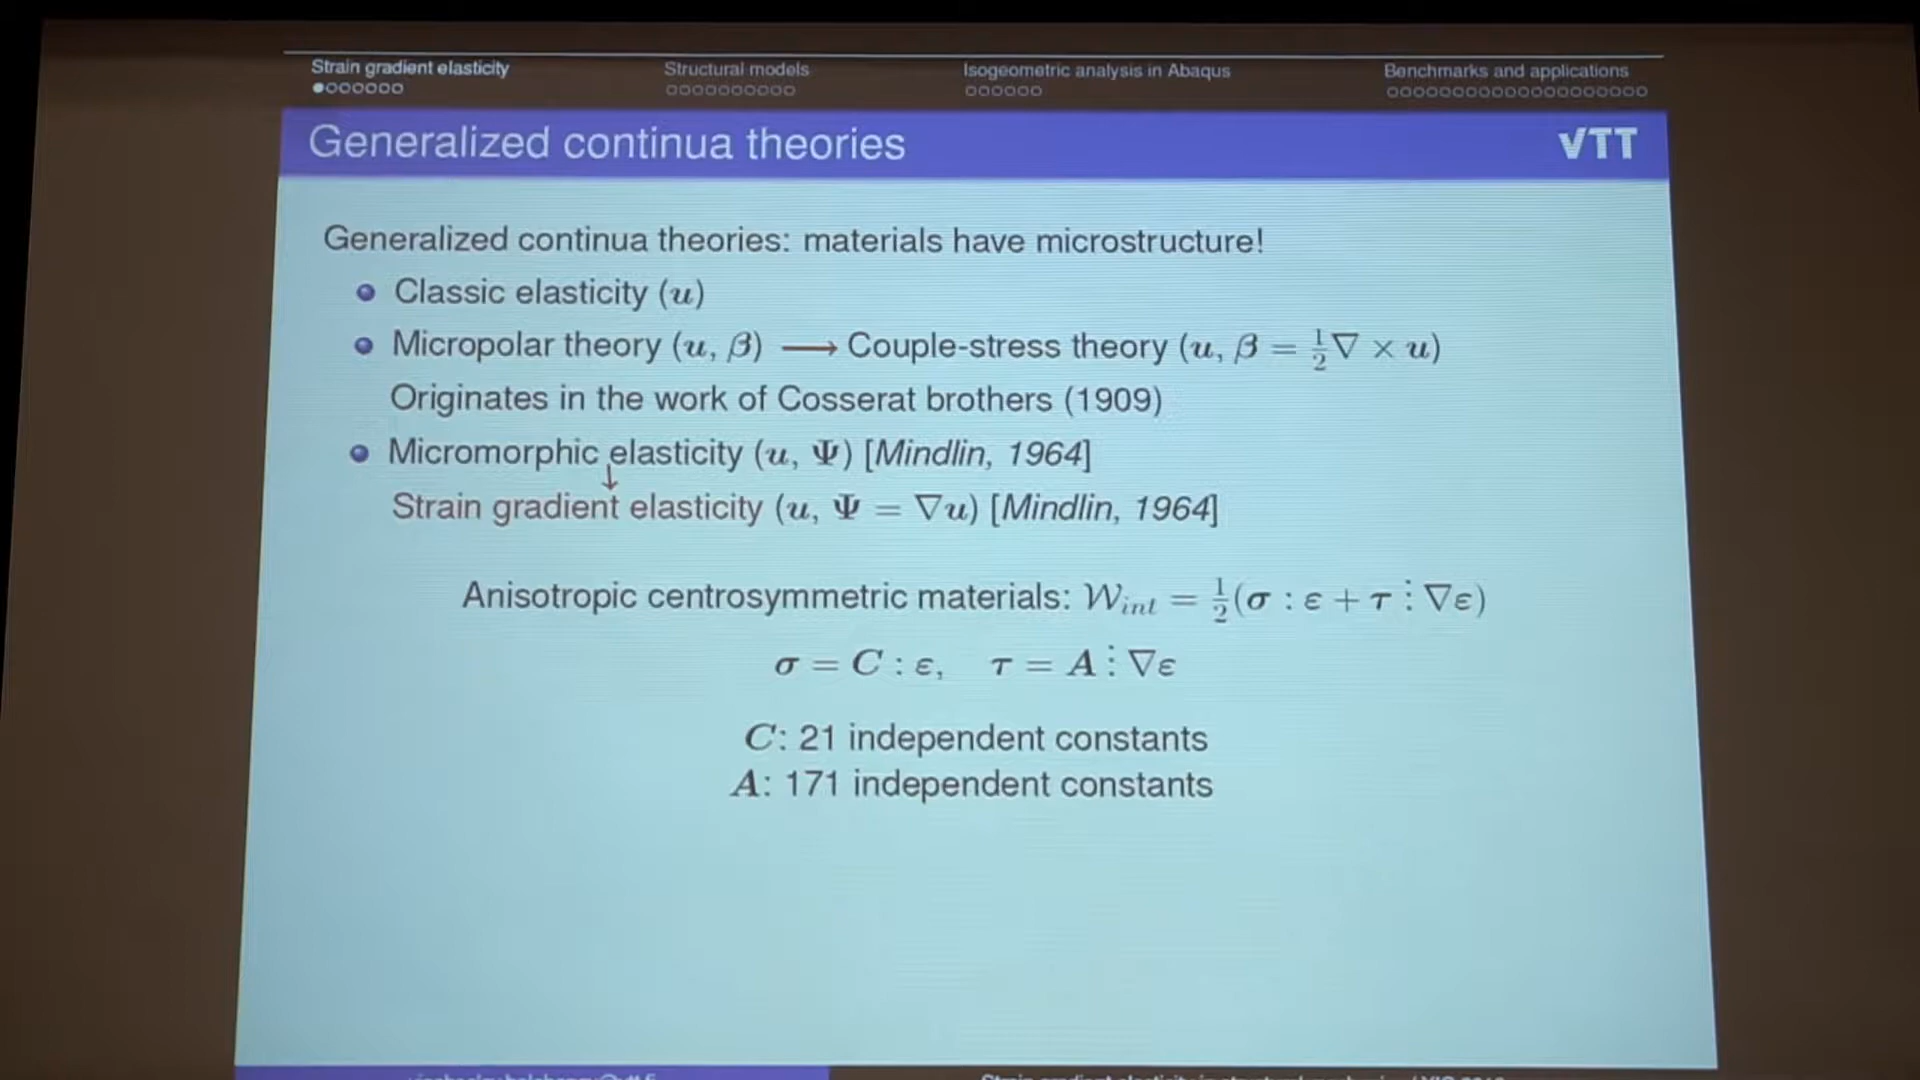 Strain gradient elasticity
Structural models
Isogeometric analysis in Abaqus
Benchmarks and applications
Generalized continua theories
VTT
Generalized continua theories: materials have microstructure!
Classic elasticity (u)
Micropolar theory (u, β) ⟶ Couple-stress theory (u, β = ½∇ × u)
Originates in the work of Cosserat brothers (1909)
Micromorphic elasticity (u, Ψ) [Mindlin, 1964]
↓
Strain gradient elasticity (u, Ψ = ∇u) [Mindlin, 1964]
Anisotropic centrosymmetric materials: 𝒲int = ½(σ : ε + τ ⋮ ∇ε)
σ = C : ε, τ = A ⋮ ∇ε
C: 21 independent constants
A: 171 independent constants